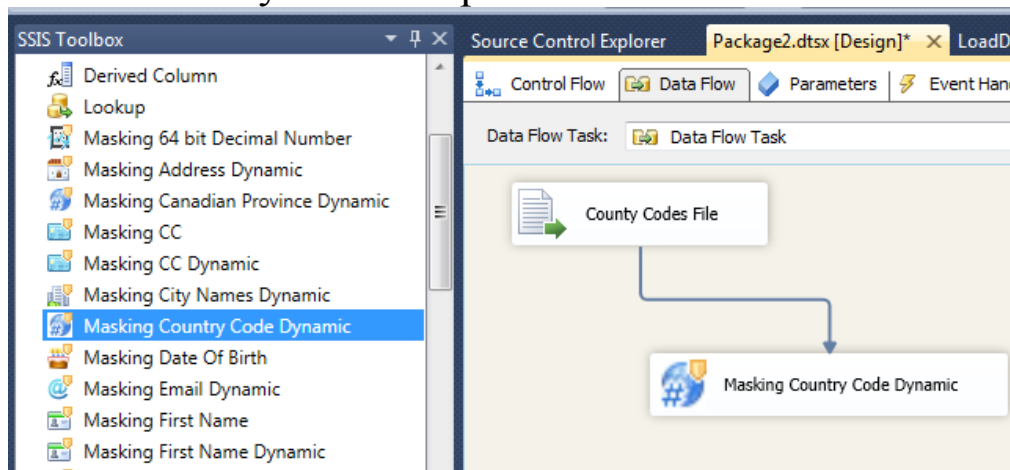 SSIS Toolbox
Derived Column
Lookup
Masking 64 bit Decimal Number
Masking Address Dynamic
Masking Canadian Province Dynamic
Masking CC
Masking CC Dynamic
Masking City Names Dynamic
Masking Country Code Dynamic
Masking Date Of Birth
Masking Email Dynamic
Masking First Name
Masking First Name Dynamic
Source Control Explorer Package2.dtsx [Design]* LoadD
Control Flow Data Flow Parameters Event Han
Data Flow Task: Data Flow Task
County Codes File
Masking Country Code Dynamic